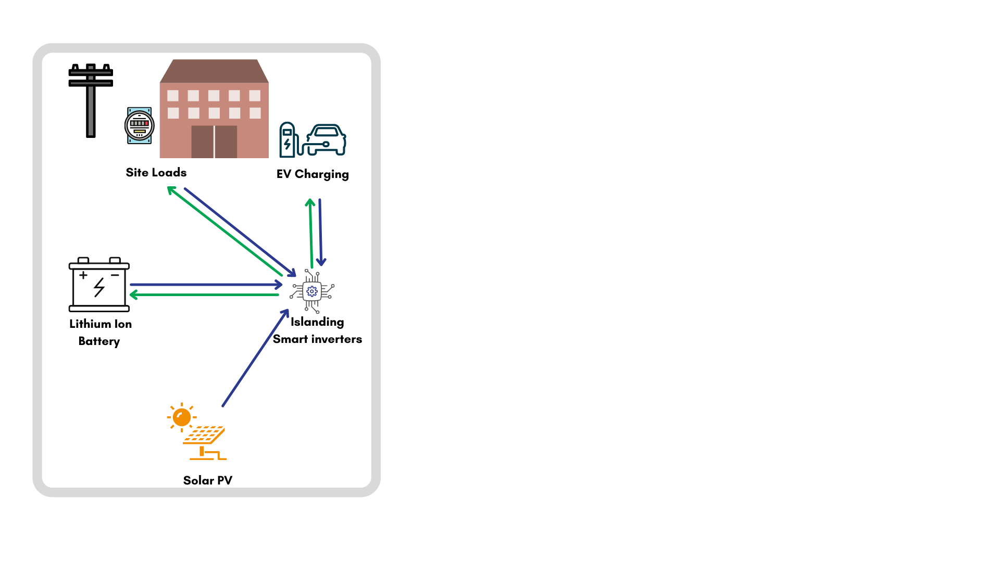 Site Loads
EV Charging
Lithium Ion
Battery
Islanding
Smart inverters
Solar PV